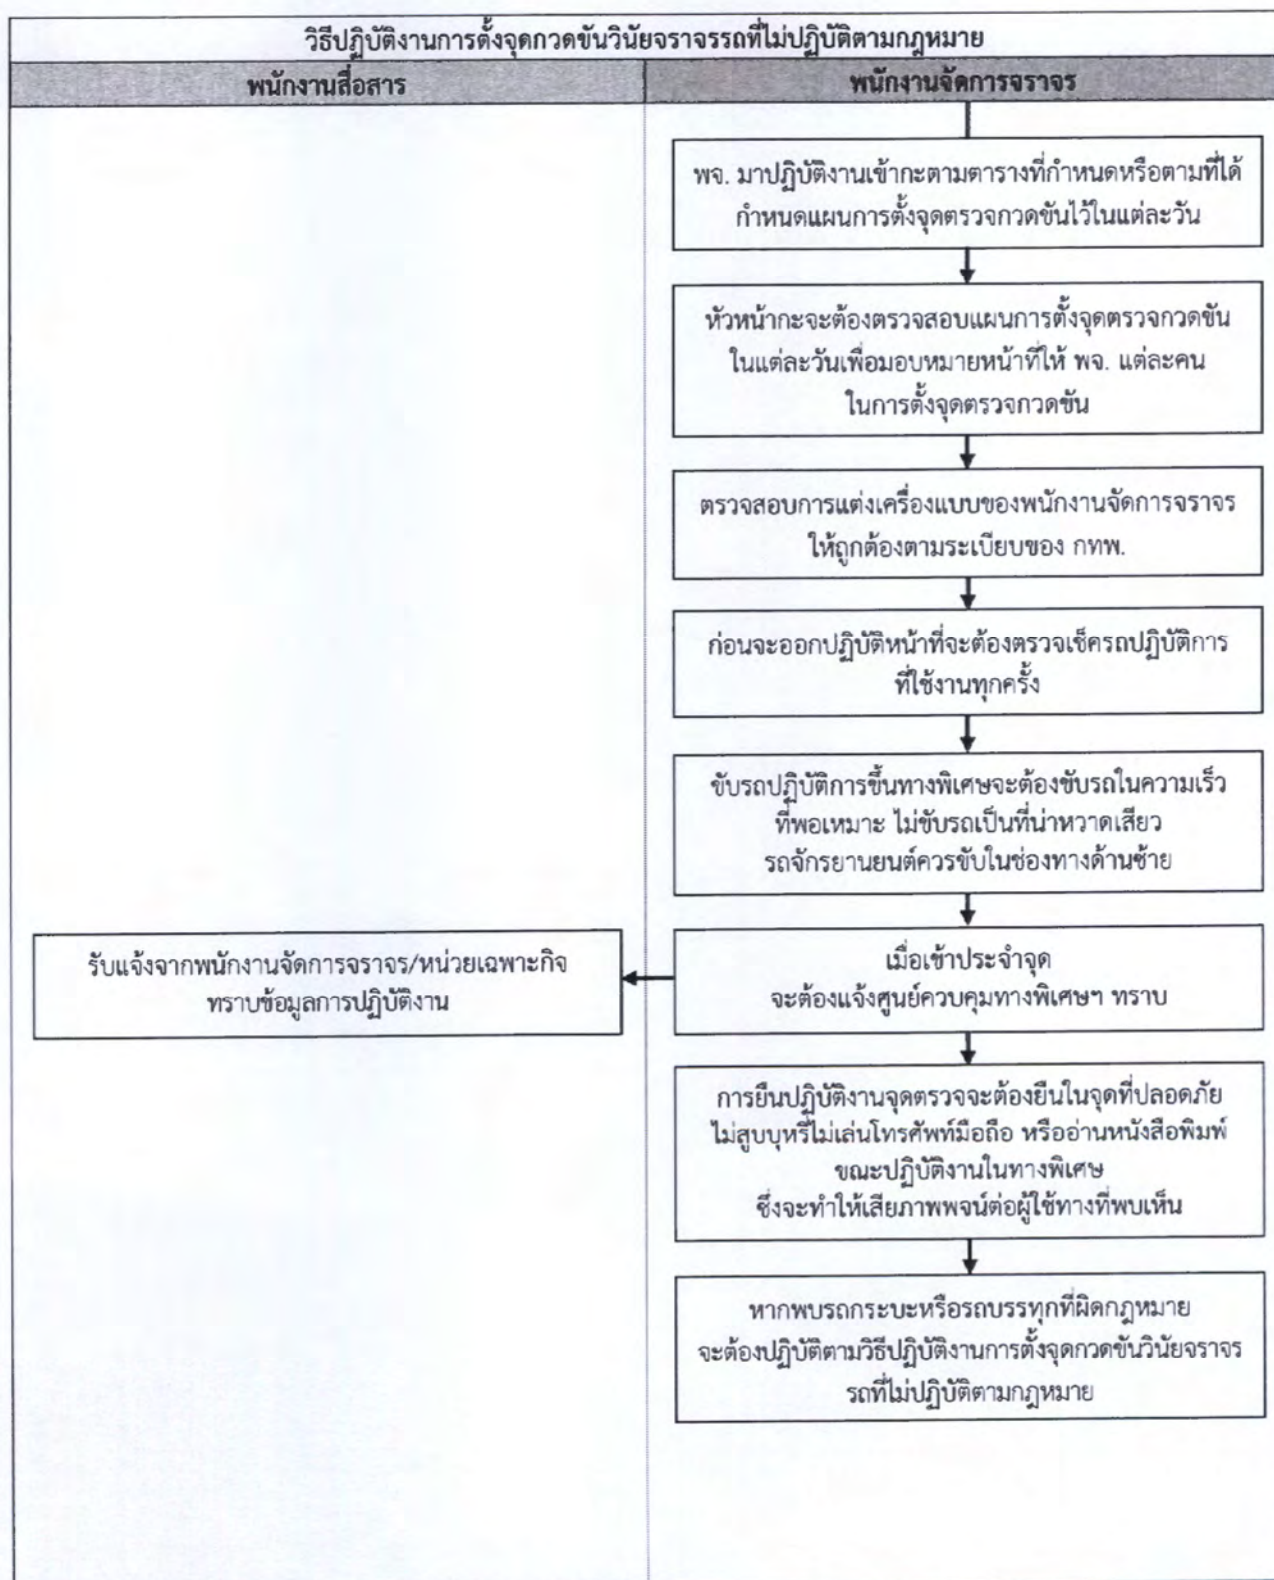 วิธีปฏิบัติงานการตั้งจุดกวดขันวินัยจราจรรถที่ไม่ปฏิบัติตามกฎหมาย
พนักงานสื่อสาร
พนักงานจัดการจราจร
พจ. มาปฏิบัติงานเข้ากะตามตารางที่กำหนดหรือตามที่ได้
กำหนดแผนการตั้งจุดตรวจกวดขันไว้ในแต่ละวัน
หัวหน้ากะจะต้องตรวจสอบแผนการตั้งจุดตรวจกวดขัน
ในแต่ละวันเพื่อมอบหมายหน้าที่ให้ พจ. แต่ละคน
ในการตั้งจุดตรวจกวดขัน
ตรวจสอบการแต่งเครื่องแบบของพนักงานจัดการจราจร
ให้ถูกต้องตามระเบียบของ กทพ.
ก่อนจะออกปฏิบัติหน้าที่จะต้องตรวจเช็ครถปฏิบัติการ
ที่ใช้งานทุกครั้ง
ขับรถปฏิบัติการขึ้นทางพิเศษจะต้องขับรถในความเร็ว
ที่พอเหมาะ ไม่ขับรถเป็นที่น่าหวาดเสียว
รถจักรยานยนต์ควรขับในช่องทางด้านซ้าย
รับแจ้งจากพนักงานจัดการจราจร/หน่วยเฉพาะกิจ
ทราบข้อมูลการปฏิบัติงาน
เมื่อเข้าประจำจุด
จะต้องแจ้งศูนย์ควบคุมทางพิเศษฯ ทราบ
การยืนปฏิบัติงานจุดตรวจจะต้องยืนในจุดที่ปลอดภัย
ไม่สูบบุหรี่ไม่เล่นโทรศัพท์มือถือ หรืออ่านหนังสือพิมพ์
ขณะปฏิบัติงานในทางพิเศษ
ซึ่งจะทำให้เสียภาพพจน์ต่อผู้ใช้ทางที่พบเห็น
หากพบรถกระบะหรือรถบรรทุกที่ผิดกฎหมาย
จะต้องปฏิบัติตามวิธีปฏิบัติงานการตั้งจุดกวดขันวินัยจราจร
รถที่ไม่ปฏิบัติตามกฎหมาย